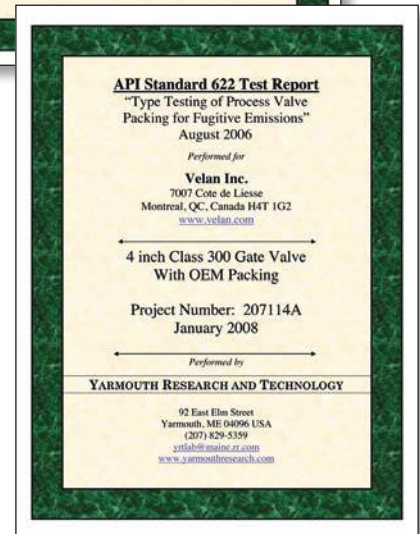 API Standard 622 Test Report
“Type Testing of Process Valve
Packing for Fugitive Emissions”
August 2006
Performed for
Velan Inc.
7007 Cote de Liesse
Montreal, QC, Canada H4T 1G2
www.velan.com
4 inch Class 300 Gate Valve
With OEM Packing
Project Number: 207114A
January 2008
Performed by
YARMOUTH RESEARCH AND TECHNOLOGY
92 East Elm Street
Yarmouth, ME 04096 USA
(207) 829-5359
yrtlab@maine.rr.com
www.yarmouthresearch.com